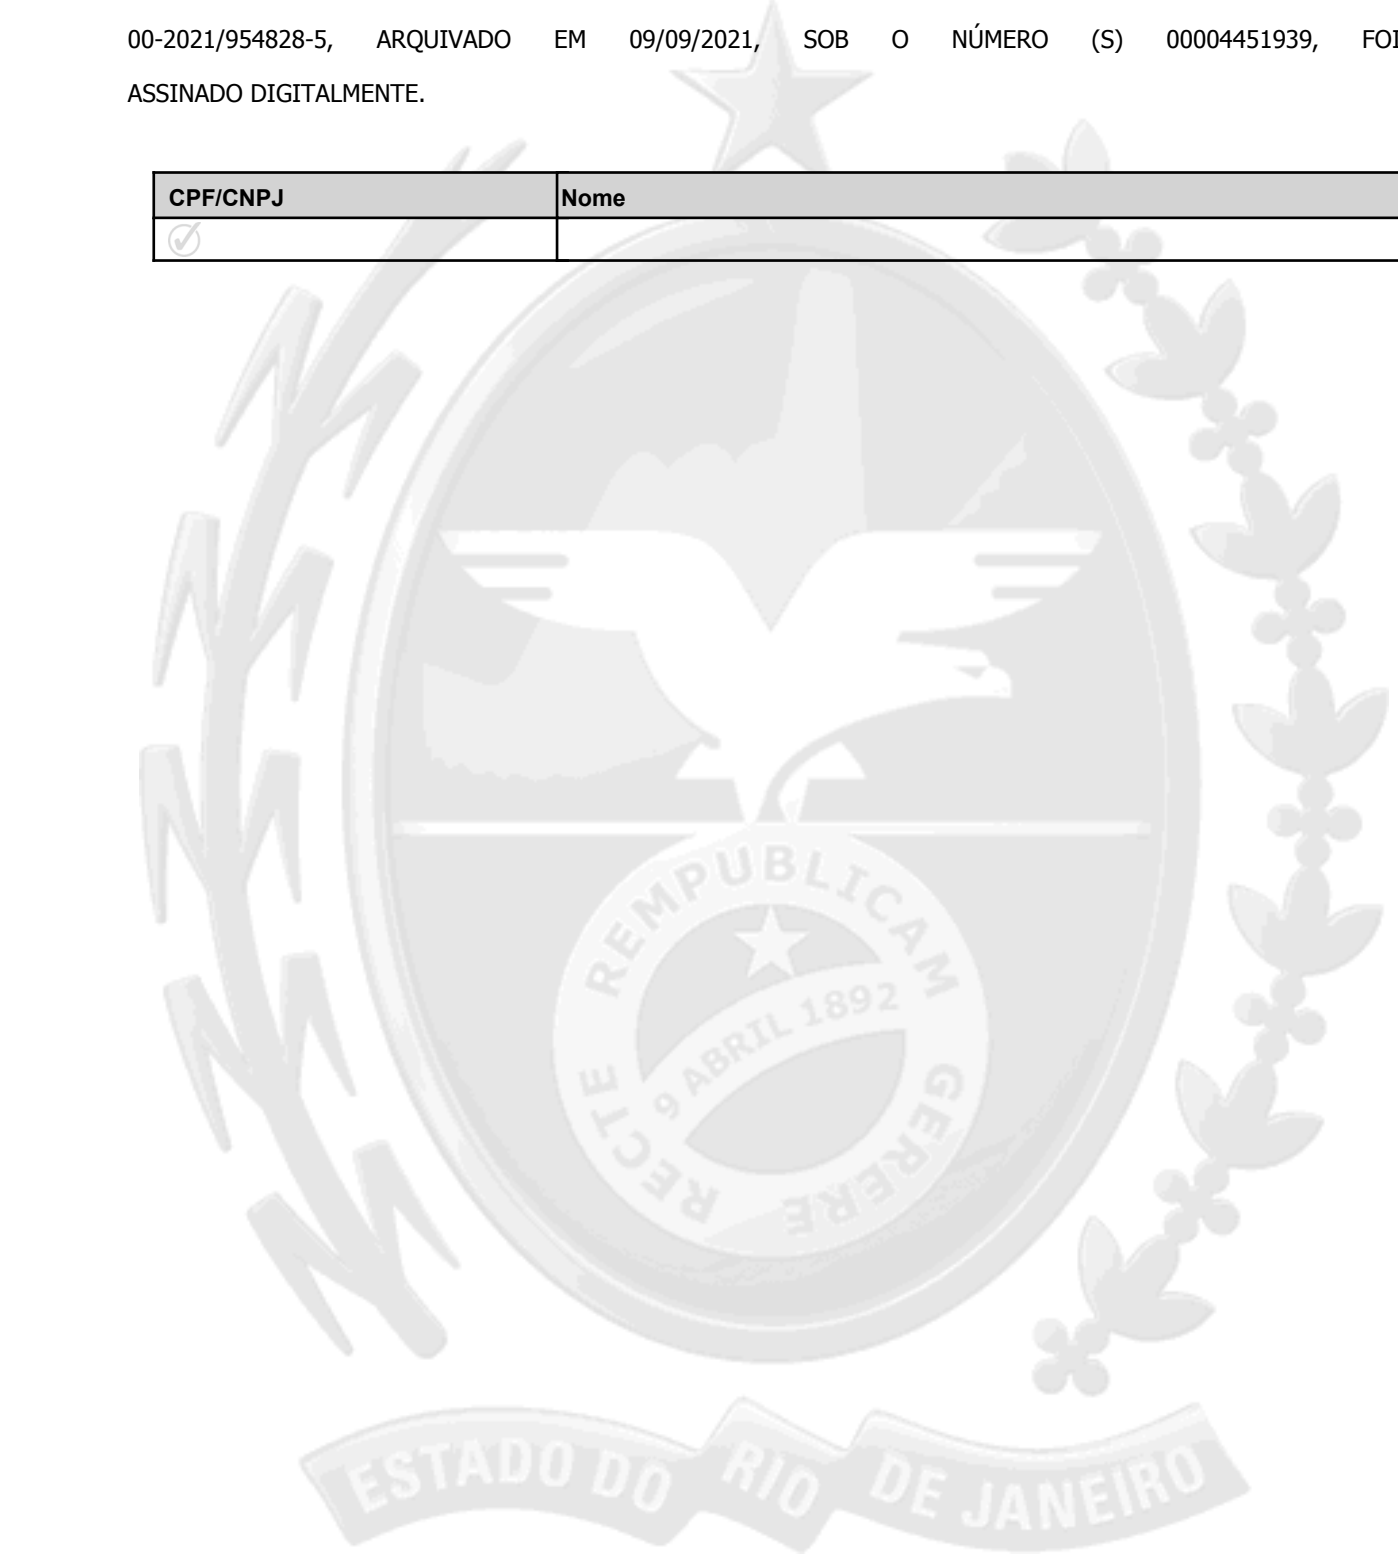 00-2021/954828-5, ARQUIVADO EM 09/09/2021, SOB O NÚMERO (S) 00004451939, FOI
ASSINADO DIGITALMENTE.
CPF/CNPJ Nome
REMPUBLICAM
9 ABRIL 1892
RECTE GERERE
ESTADO DO RIO DE JANEIRO